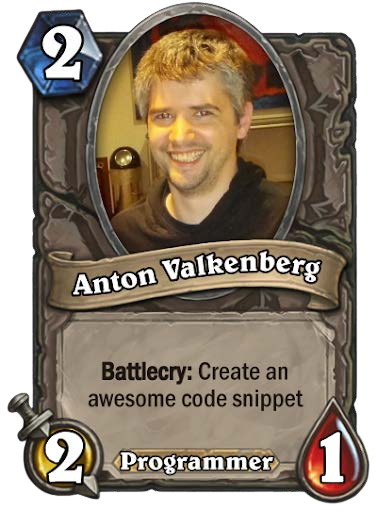 2
Anton Valkenberg
Battlecry: Create an
awesome code snippet
2
Programmer
1